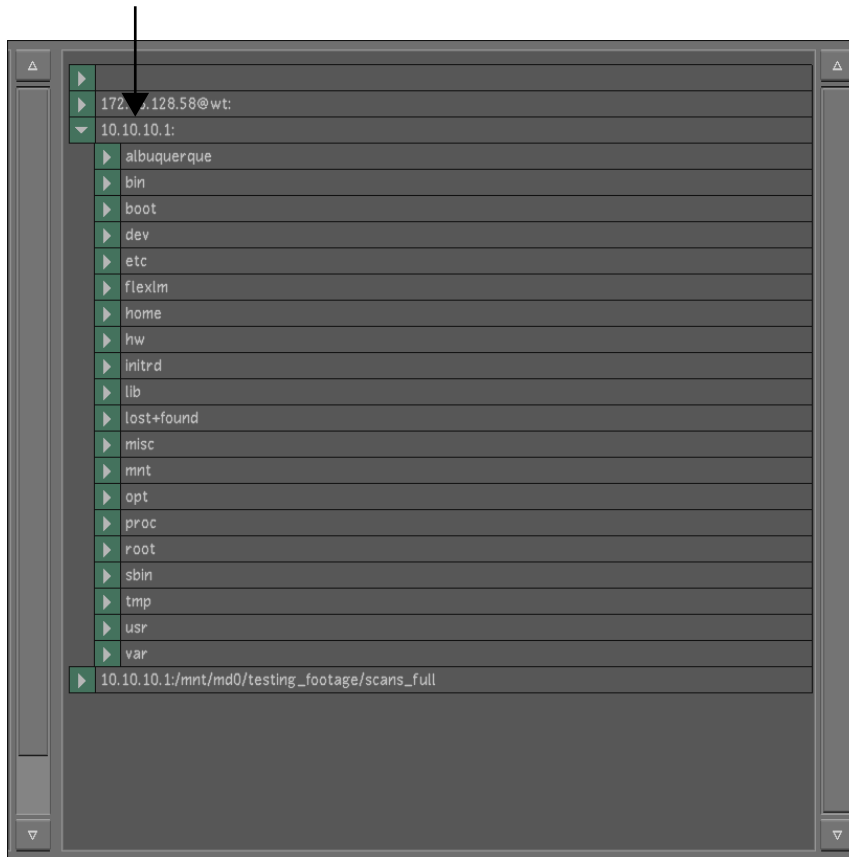 128.58@wt:
10.10.10.1:
albuquerque
bin
boot
dev
etc
flexlm
home
hw
initrd
lib
lost+found
misc
mnt
opt
proc
root
sbin
tmp
usr
var
10.10.10.1:/mnt/md0/testing_footage/scans_full